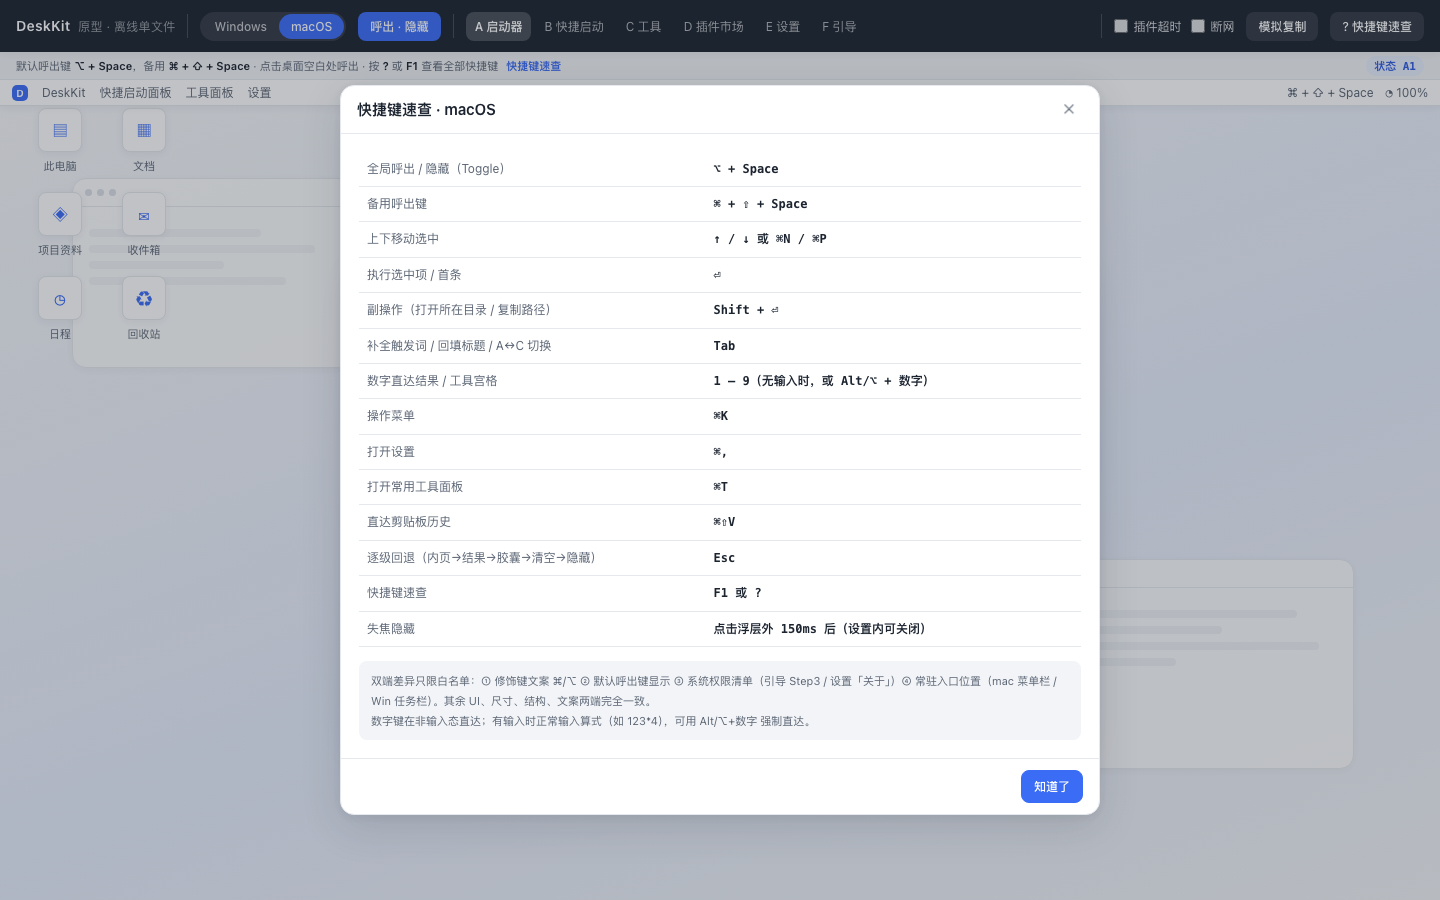 DeskKit 原型 · 离线单文件 Windows macOS 呼出 · 隐藏 A 启动器 B 快捷启动 C 工具 D 插件市场 E 设置 F 引导 插件超时 断网 模拟复制 ? 快捷键速查
默认呼出键 ⌥ + Space，备用 ⌘ + ⇧ + Space · 点击桌面空白处呼出 · 按 ? 或 F1 查看全部快捷键 快捷键速查 状态 A1
D DeskKit 快捷启动面板 工具面板 设置 ⌘ + ⇧ + Space ◔ 100%
此电脑 文档
项目资料 收件箱
日程 回收站
快捷键速查 · macOS ✕
全局呼出 / 隐藏（Toggle） ⌥ + Space
备用呼出键 ⌘ + ⇧ + Space
上下移动选中 ↑ / ↓ 或 ⌘N / ⌘P
执行选中项 / 首条 ⏎
副操作（打开所在目录 / 复制路径） Shift + ⏎
补全触发词 / 回填标题 / A↔C 切换 Tab
数字直达结果 / 工具宫格 1 – 9（无输入时，或 Alt/⌥ + 数字）
操作菜单 ⌘K
打开设置 ⌘,
打开常用工具面板 ⌘T
直达剪贴板历史 ⌘⇧V
逐级回退（内页→结果→胶囊→清空→隐藏） Esc
快捷键速查 F1 或 ?
失焦隐藏 点击浮层外 150ms 后（设置内可关闭）
双端差异只限白名单：① 修饰键文案 ⌘/⌥ ② 默认呼出键显示 ③ 系统权限清单（引导 Step3 / 设置「关于」）④ 常驻入口位置（mac 菜单栏 /
Win 任务栏）。其余 UI、尺寸、结构、文案两端完全一致。
数字键在非输入态直达；有输入时正常输入算式（如 123*4），可用 Alt/⌥+数字 强制直达。
知道了